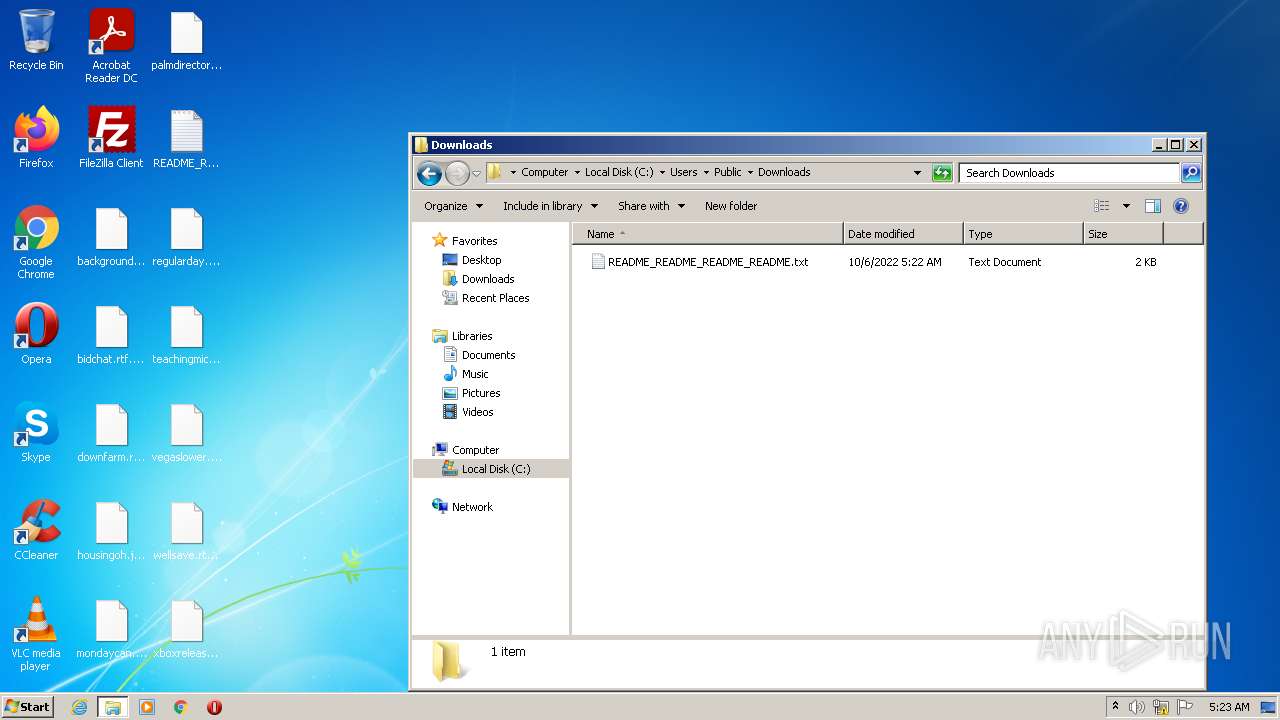 Recycle Bin
Acrobat Reader DC
palmdirector...
Firefox
FileZilla Client
README_R...
Google Chrome
background...
regularday....
Opera
bidchat.rtf....
teachingmic...
Skype
downfarm.r...
vegaslower....
CCleaner
housingoh.j...
wellsave.rt...
VLC media player
mondaycan....
xboxreleas...
Downloads
Computer
Local Disk (C:)
Users
Public
Downloads
Search Downloads
Organize
Include in library
Share with
New folder
Favorites
Desktop
Downloads
Recent Places
Libraries
Documents
Music
Pictures
Videos
Computer
Local Disk (C:)
Network
Name
Date modified
Type
Size
README_README_README_README.txt
10/6/2022 5:22 AM
Text Document
2 KB
1 item
ANY RUN
Start
5:23 AM